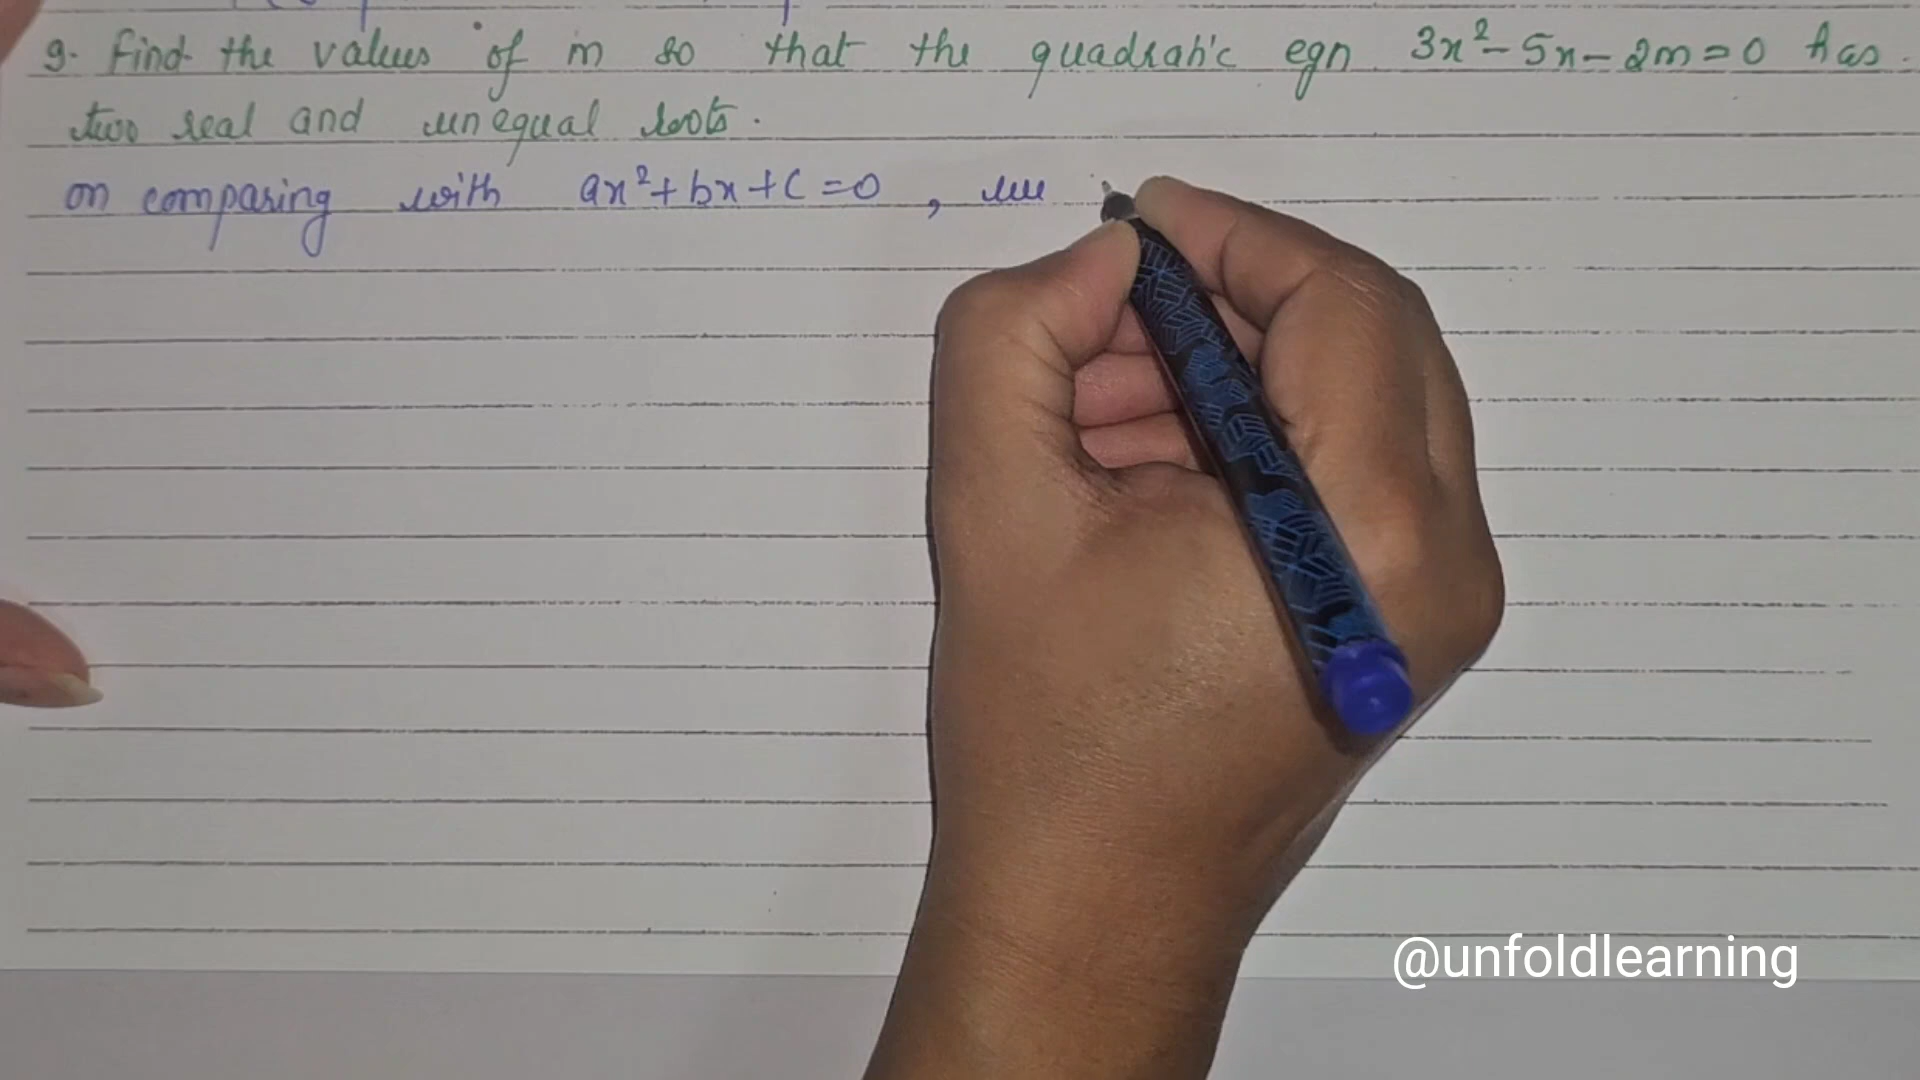 9. Find the values of m so that the quadratic eqn 3x²-5x-2m=0 has
two real and unequal roots.
on comparing with ax²+bx+c=0, we
@unfoldlearning